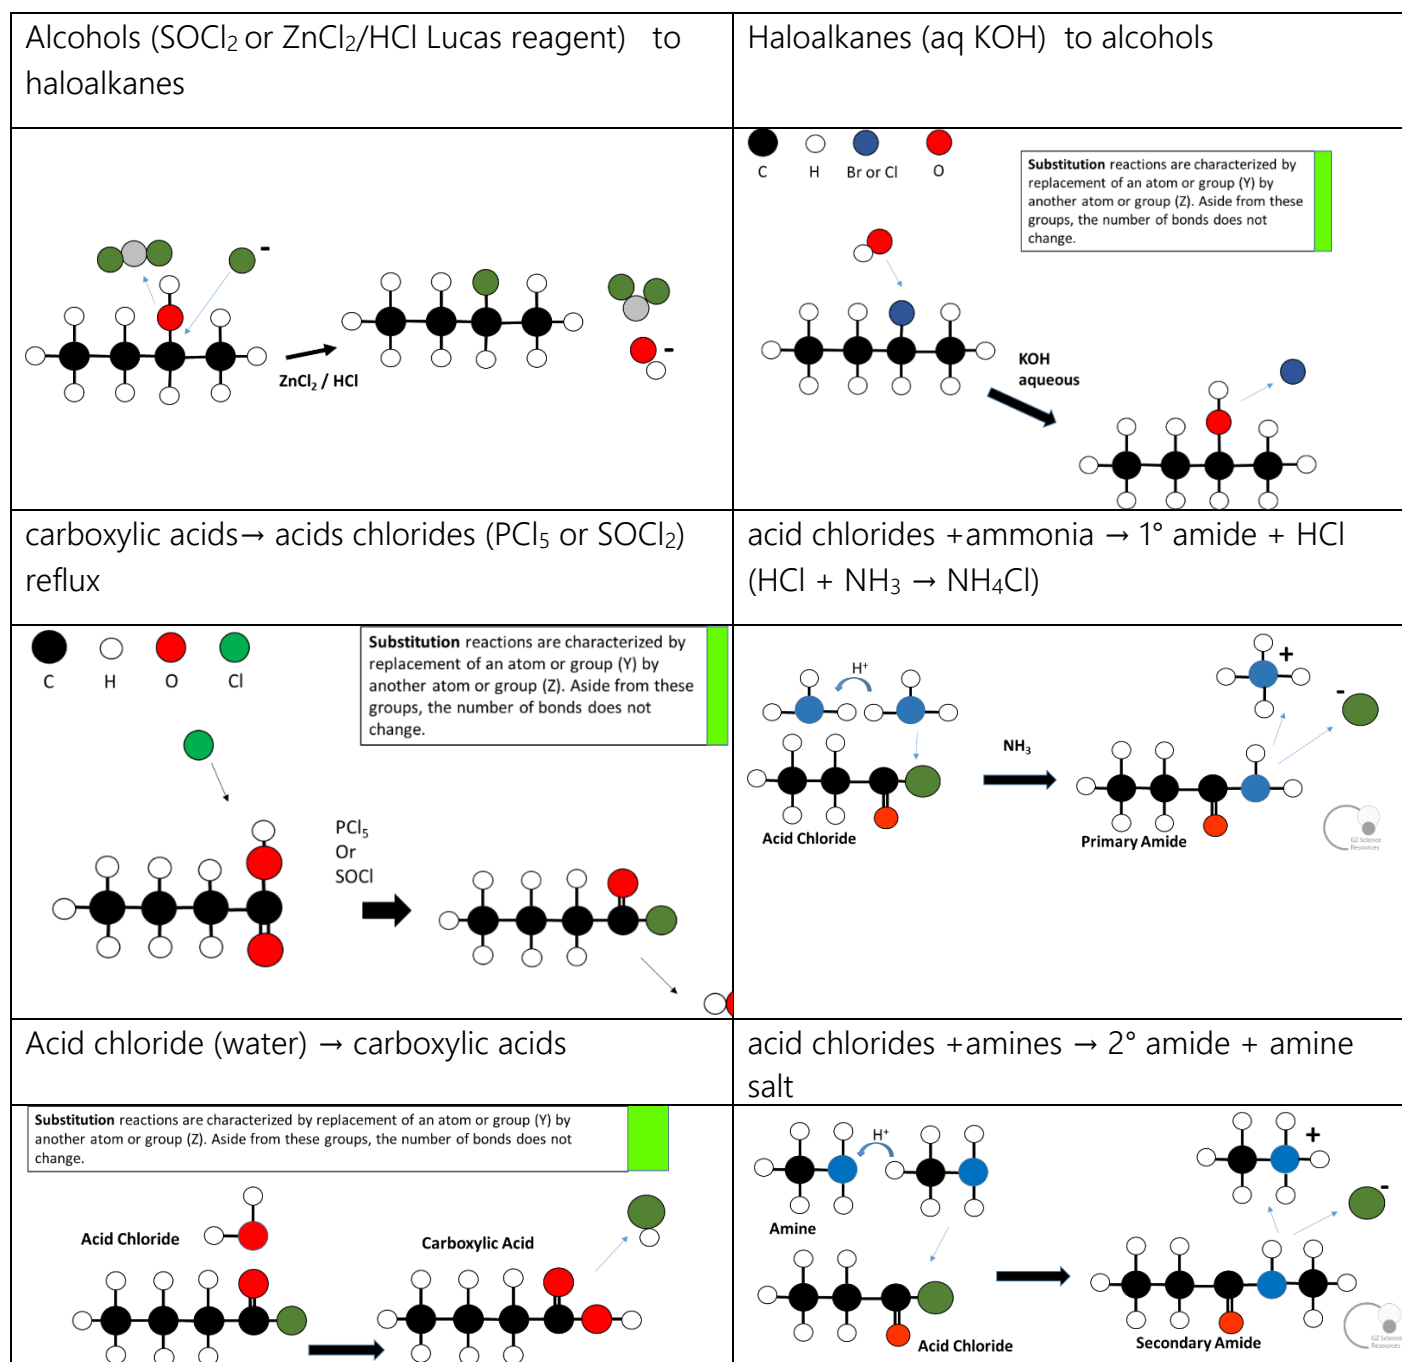 Alcohols (SOCl₂ or ZnCl₂/HCl Lucas reagent) to
haloalkanes
Haloalkanes (aq KOH) to alcohols
-
ZnCl₂ / HCl
-
C H Br or Cl O
Substitution reactions are characterized by
replacement of an atom or group (Y) by
another atom or group (Z). Aside from these
groups, the number of bonds does not
change.
KOH
aqueous
carboxylic acids→ acids chlorides (PCl₅ or SOCl₂)
reflux
acid chlorides +ammonia → 1° amide + HCl
(HCl + NH₃ → NH₄Cl)
C H O Cl
Substitution reactions are characterized by
replacement of an atom or group (Y) by
another atom or group (Z). Aside from these
groups, the number of bonds does not
change.
PCl₅
Or
SOCl
H⁺
+
-
NH₃
Acid Chloride
Primary Amide
GZ Science
Resources
Acid chloride (water) → carboxylic acids
acid chlorides +amines → 2° amide + amine
salt
Substitution reactions are characterized by replacement of an atom or group (Y) by
another atom or group (Z). Aside from these groups, the number of bonds does not
change.
Acid Chloride
Carboxylic Acid
H⁺
+
-
Amine
Acid Chloride
Secondary Amide
GZ Science
Resources